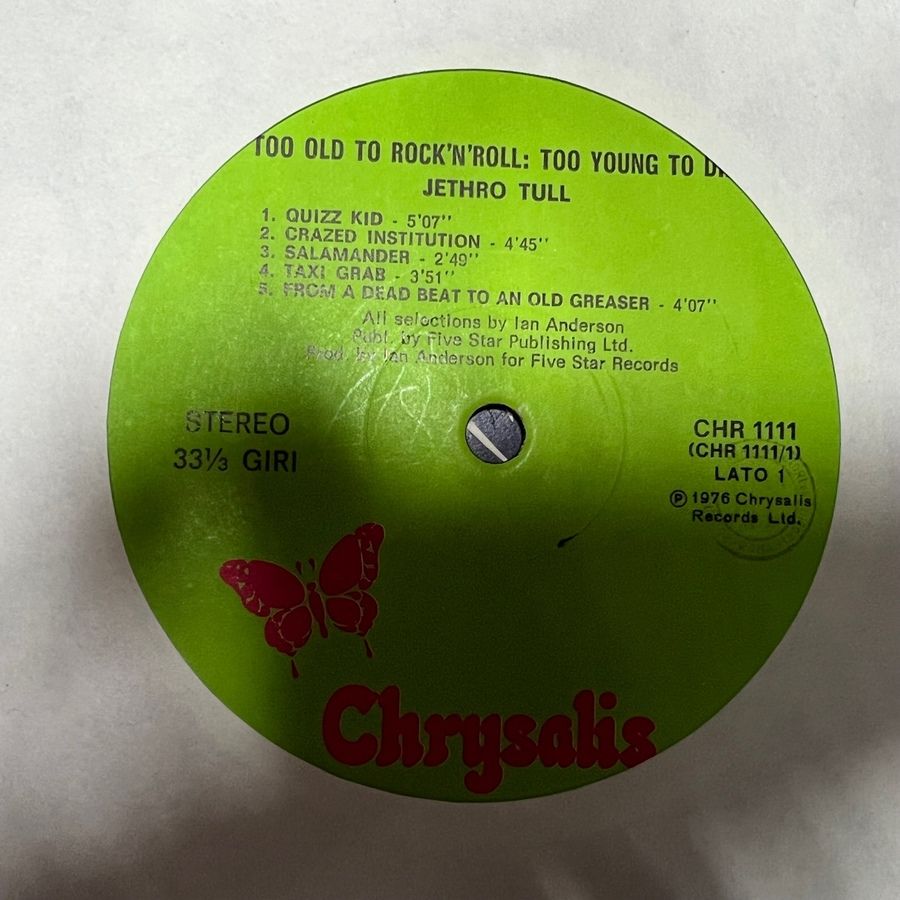 TOO OLD TO ROCK'N'ROLL: TOO YOUNG TO
JETHRO TULL
1. QUIZZ KID - 5'07''
2. CRAZED INSTITUTION - 4'45''
3. SALAMANDER - 2'49''
4. TAXI GRAB - 3'51''
5. FROM A DEAD BEAT TO AN OLD GREASER - 4'07''
All selections by Ian Anderson
Publ. by Five Star Publishing Ltd.
Prod. by Ian Anderson for Five Star Records
STEREO
33⅓ GIRI
CHR 1111
(CHR 1111/1)
LATO 1
Ⓟ 1976 Chrysalis
Records Ltd.
Chrysalis